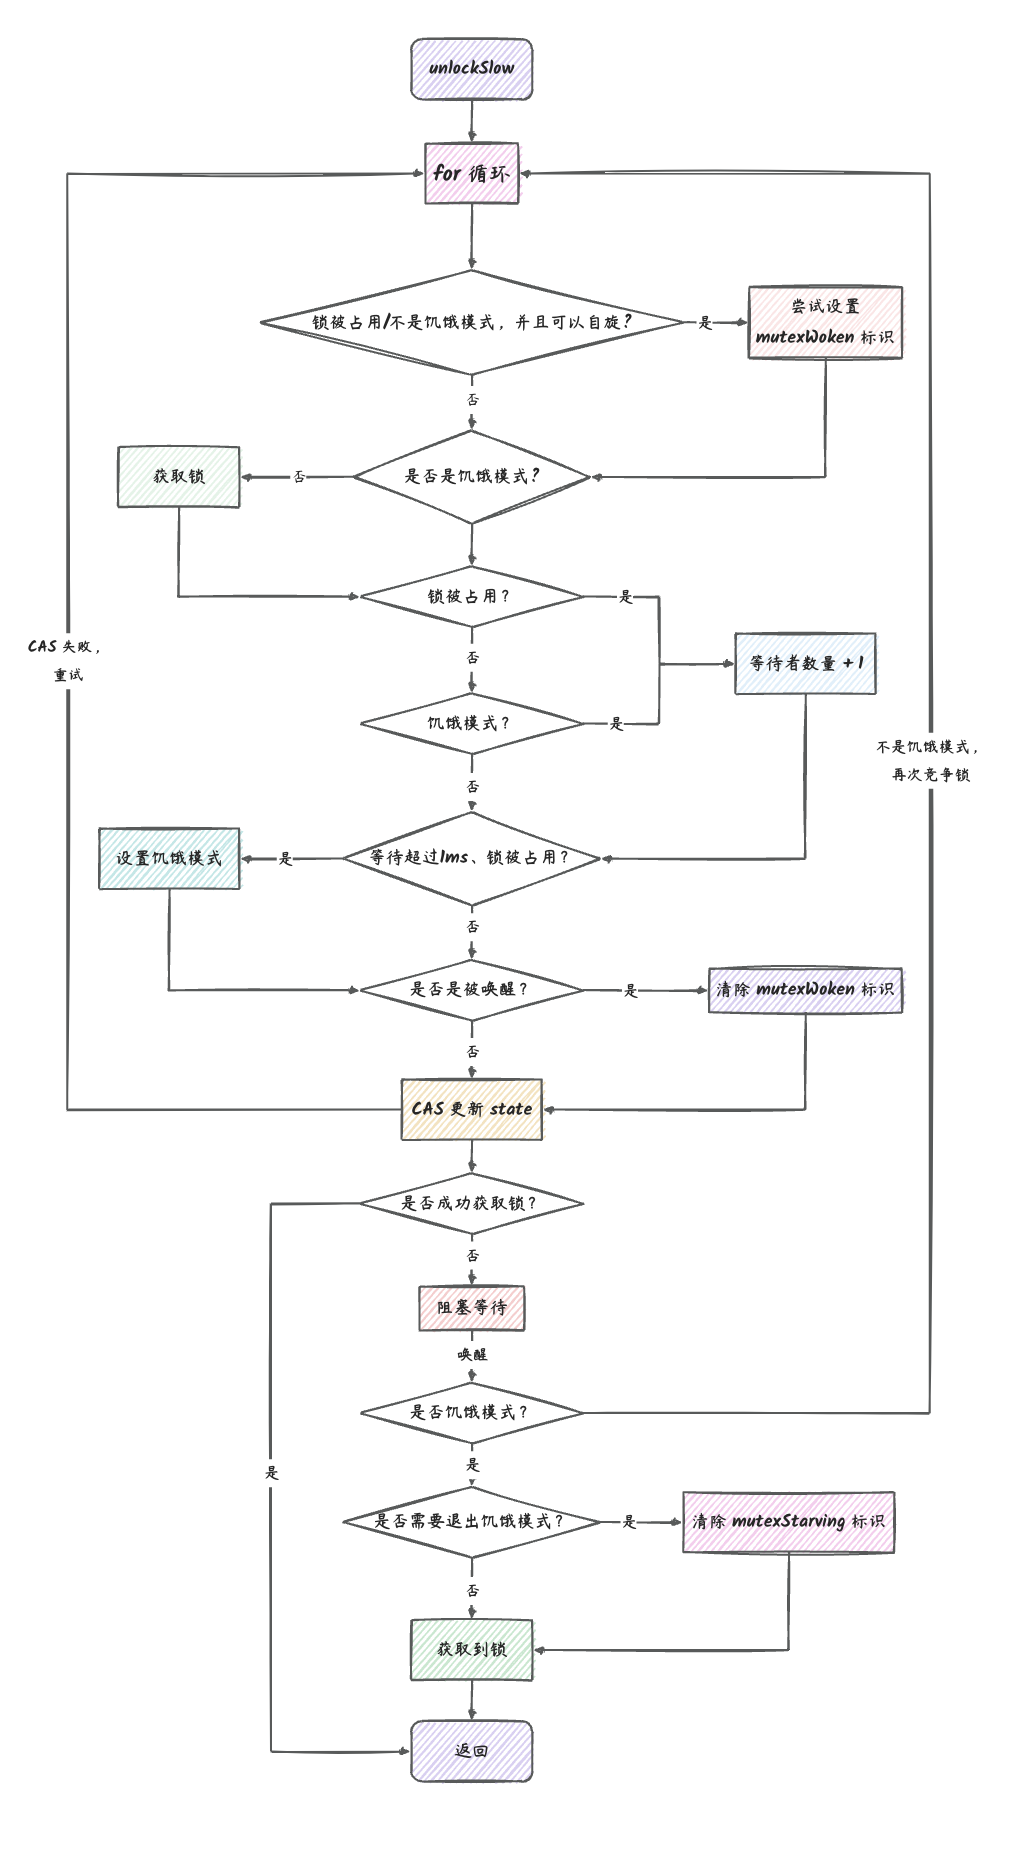 unlockSlow
for 循环
锁被占用/不是饥饿模式，并且可以自旋？
是
尝试设置
mutexWoken 标识
否
获取锁
否
是否是饥饿模式？
锁被占用？
是
CAS 失败，
重试
否
等待者数量 + 1
饥饿模式？
是
不是饥饿模式，
再次竞争锁
否
设置饥饿模式
是
等待超过1ms、锁被占用？
否
是否是被唤醒？
是
清除 mutexWoken 标识
否
CAS 更新 state
是否成功获取锁？
否
阻塞等待
唤醒
是否饥饿模式？
是
是
是否需要退出饥饿模式？
是
清除 mutexStarving 标识
否
获取到锁
返回